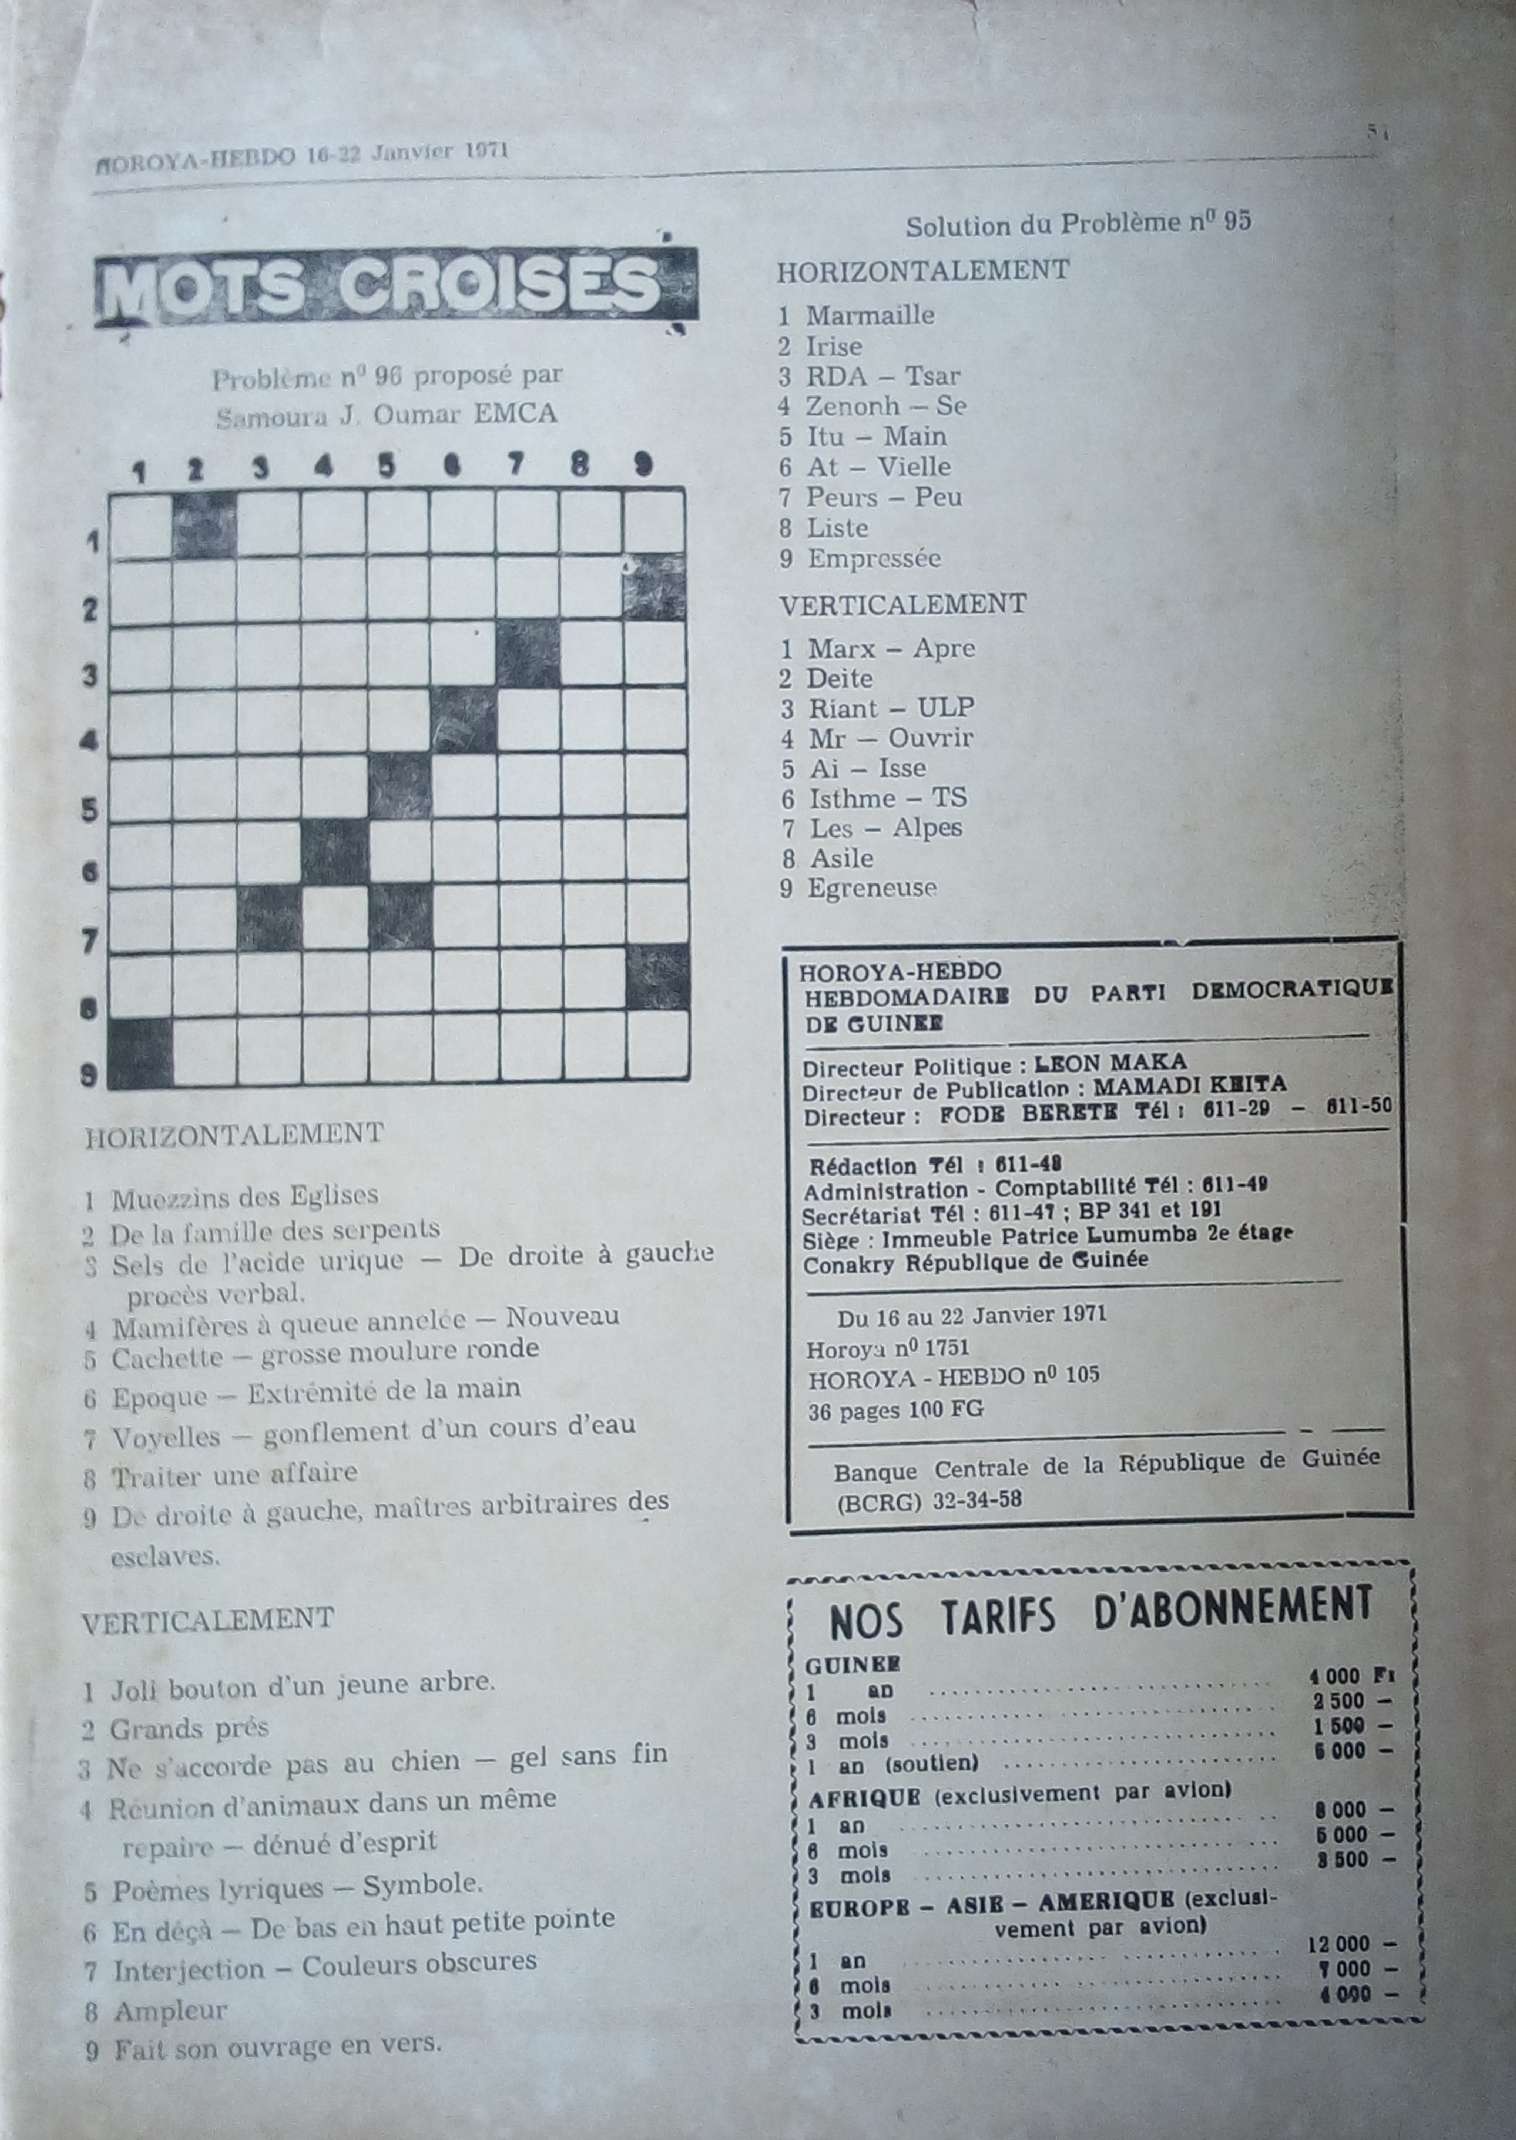 HOROYA-HEBDO 16-22 Janvier 1971
MOTS CROISES
Problème nº 96 proposé par
Samoura J. Oumar EMCA
1 2 3 4 5 6 7 8 9
1
2
3
4
5
6
7
8
9
HORIZONTALEMENT
1 Muezzins des Eglises
2 De la famille des serpents
3 Sels de l'acide urique — De droite à gauche
procès verbal.
4 Mamifères à queue annelée — Nouveau
5 Cachette — grosse moulure ronde
6 Epoque — Extrémité de la main
7 Voyelles — gonflement d'un cours d'eau
8 Traiter une affaire
9 De droite à gauche, maîtres arbitraires des
esclaves.
VERTICALEMENT
1 Joli bouton d'un jeune arbre.
2 Grands prés
3 Ne s'accorde pas au chien — gel sans fin
4 Réunion d'animaux dans un même
repaire — dénué d'esprit
5 Poèmes lyriques — Symbole.
6 En déçà — De bas en haut petite pointe
7 Interjection — Couleurs obscures
8 Ampleur
9 Fait son ouvrage en vers.
Solution du Problème nº 95
HORIZONTALEMENT
1 Marmaille
2 Irise
3 RDA — Tsar
4 Zenonh — Se
5 Itu — Main
6 At — Vielle
7 Peurs — Peu
8 Liste
9 Empressée
VERTICALEMENT
1 Marx — Apre
2 Deite
3 Riant — ULP
4 Mr — Ouvrir
5 Ai — Isse
6 Isthme — TS
7 Les — Alpes
8 Asile
9 Egreneuse
HOROYA-HEBDO
HEBDOMADAIRE DU PARTI DEMOCRATIQUE
DE GUINEE
Directeur Politique : LEON MAKA
Directeur de Publication : MAMADI KEITA
Directeur : FODE BERETE Tél : 611-29 – 611-50
Rédaction Tél : 611-48
Administration - Comptabilité Tél : 611-49
Secrétariat Tél : 611-47 ; BP 341 et 191
Siège : Immeuble Patrice Lumumba 2e étage
Conakry République de Guinée
Du 16 au 22 Janvier 1971
Horoya nº 1751
HOROYA - HEBDO nº 105
36 pages 100 FG
Banque Centrale de la République de Guinée
(BCRG) 32-34-58
NOS TARIFS D'ABONNEMENT
GUINEE
1 an 4 000 Fr
6 mois 2 500 —
3 mois 1 500 —
1 an (soutien) 5 000 —
AFRIQUE (exclusivement par avion)
1 an 8 000 —
6 mois 5 000 —
3 mois 3 500 —
EUROPE – ASIE – AMERIQUE (exclusi-
vement par avion)
1 an 12 000 —
6 mois 7 000 —
3 mois 4 000 —